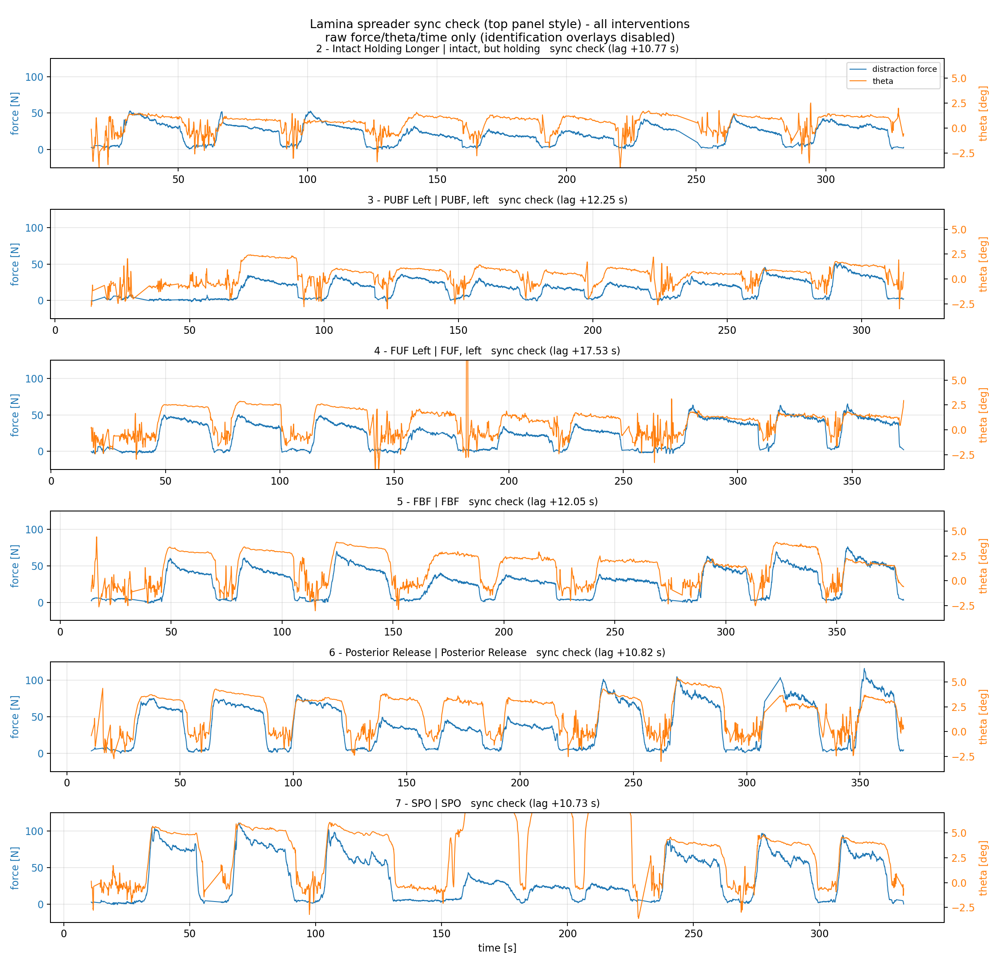 Lamina spreader sync check (top panel style) - all interventions
raw force/theta/time only (identification overlays disabled)
2 - Intact Holding Longer | intact, but holding   sync check (lag +10.77 s)
distraction force
theta
force [N]
100
50
0
theta [deg]
5.0
2.5
0.0
−2.5
50 100 150 200 250 300
3 - PUBF Left | PUBF, left   sync check (lag +12.25 s)
force [N]
100
50
0
theta [deg]
5.0
2.5
0.0
−2.5
0 50 100 150 200 250 300
4 - FUF Left | FUF, left   sync check (lag +17.53 s)
force [N]
100
50
0
theta [deg]
5.0
2.5
0.0
−2.5
0 50 100 150 200 250 300 350
5 - FBF | FBF   sync check (lag +12.05 s)
force [N]
100
50
0
theta [deg]
5.0
2.5
0.0
−2.5
0 50 100 150 200 250 300 350
6 - Posterior Release | Posterior Release   sync check (lag +10.82 s)
force [N]
100
50
0
theta [deg]
5.0
2.5
0.0
−2.5
0 50 100 150 200 250 300 350
7 - SPO | SPO   sync check (lag +10.73 s)
force [N]
100
50
0
theta [deg]
5.0
2.5
0.0
−2.5
0 50 100 150 200 250 300
time [s]